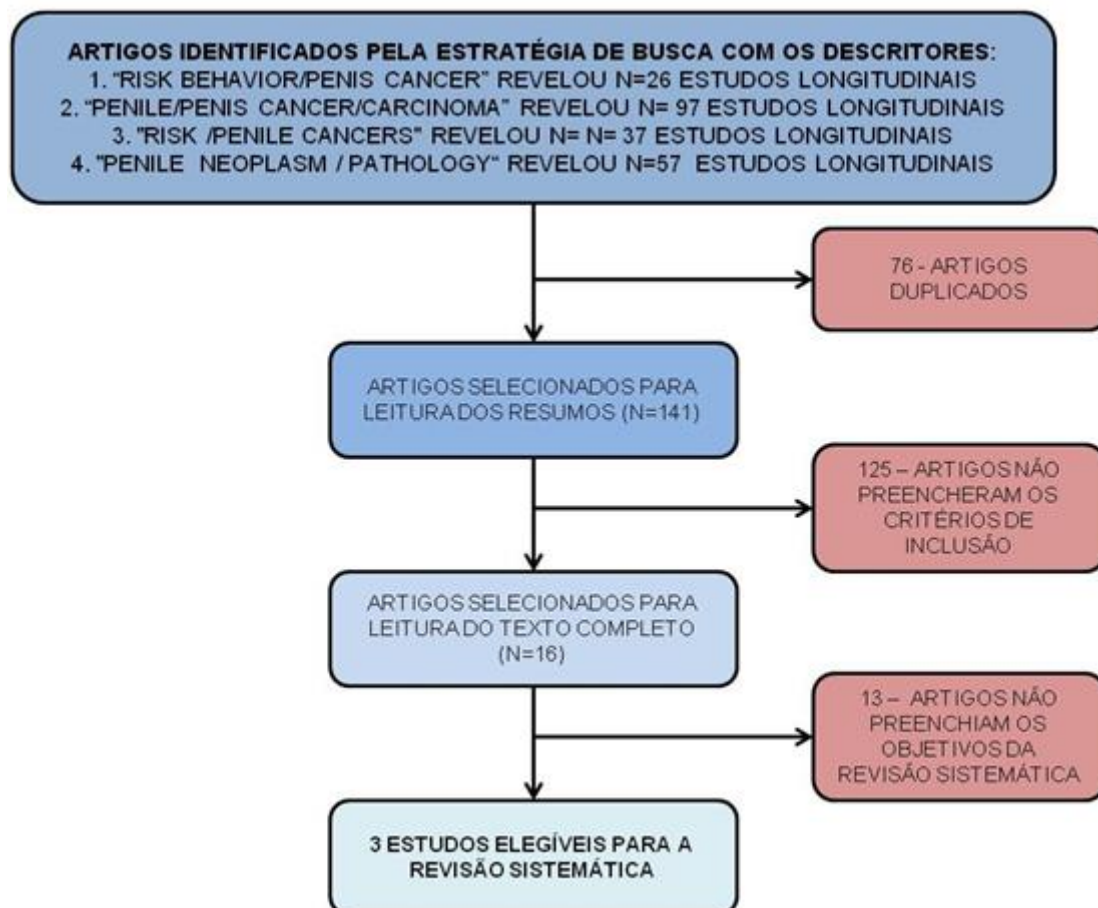 ARTIGOS IDENTIFICADOS PELA ESTRATÉGIA DE BUSCA COM OS DESCRITORES:
1. "RISK BEHAVIOR/PENIS CANCER" REVELOU N=26 ESTUDOS LONGITUDINAIS
2. "PENILE/PENIS CANCER/CARCINOMA" REVELOU N= 97 ESTUDOS LONGITUDINAIS
3. "RISK /PENILE CANCERS" REVELOU N= N= 37 ESTUDOS LONGITUDINAIS
4. "PENILE NEOPLASM / PATHOLOGY" REVELOU N=57 ESTUDOS LONGITUDINAIS
76 - ARTIGOS
DUPLICADOS
ARTIGOS SELECIONADOS PARA
LEITURA DOS RESUMOS (N=141)
125 – ARTIGOS NÃO
PREENCHERAM OS
CRITÉRIOS DE
INCLUSÃO
ARTIGOS SELECIONADOS PARA
LEITURA DO TEXTO COMPLETO
(N=16)
13 – ARTIGOS NÃO
PREENCHIAM OS
OBJETIVOS DA
REVISÃO SISTEMÁTICA
3 ESTUDOS ELEGÍVEIS PARA A
REVISÃO SISTEMÁTICA